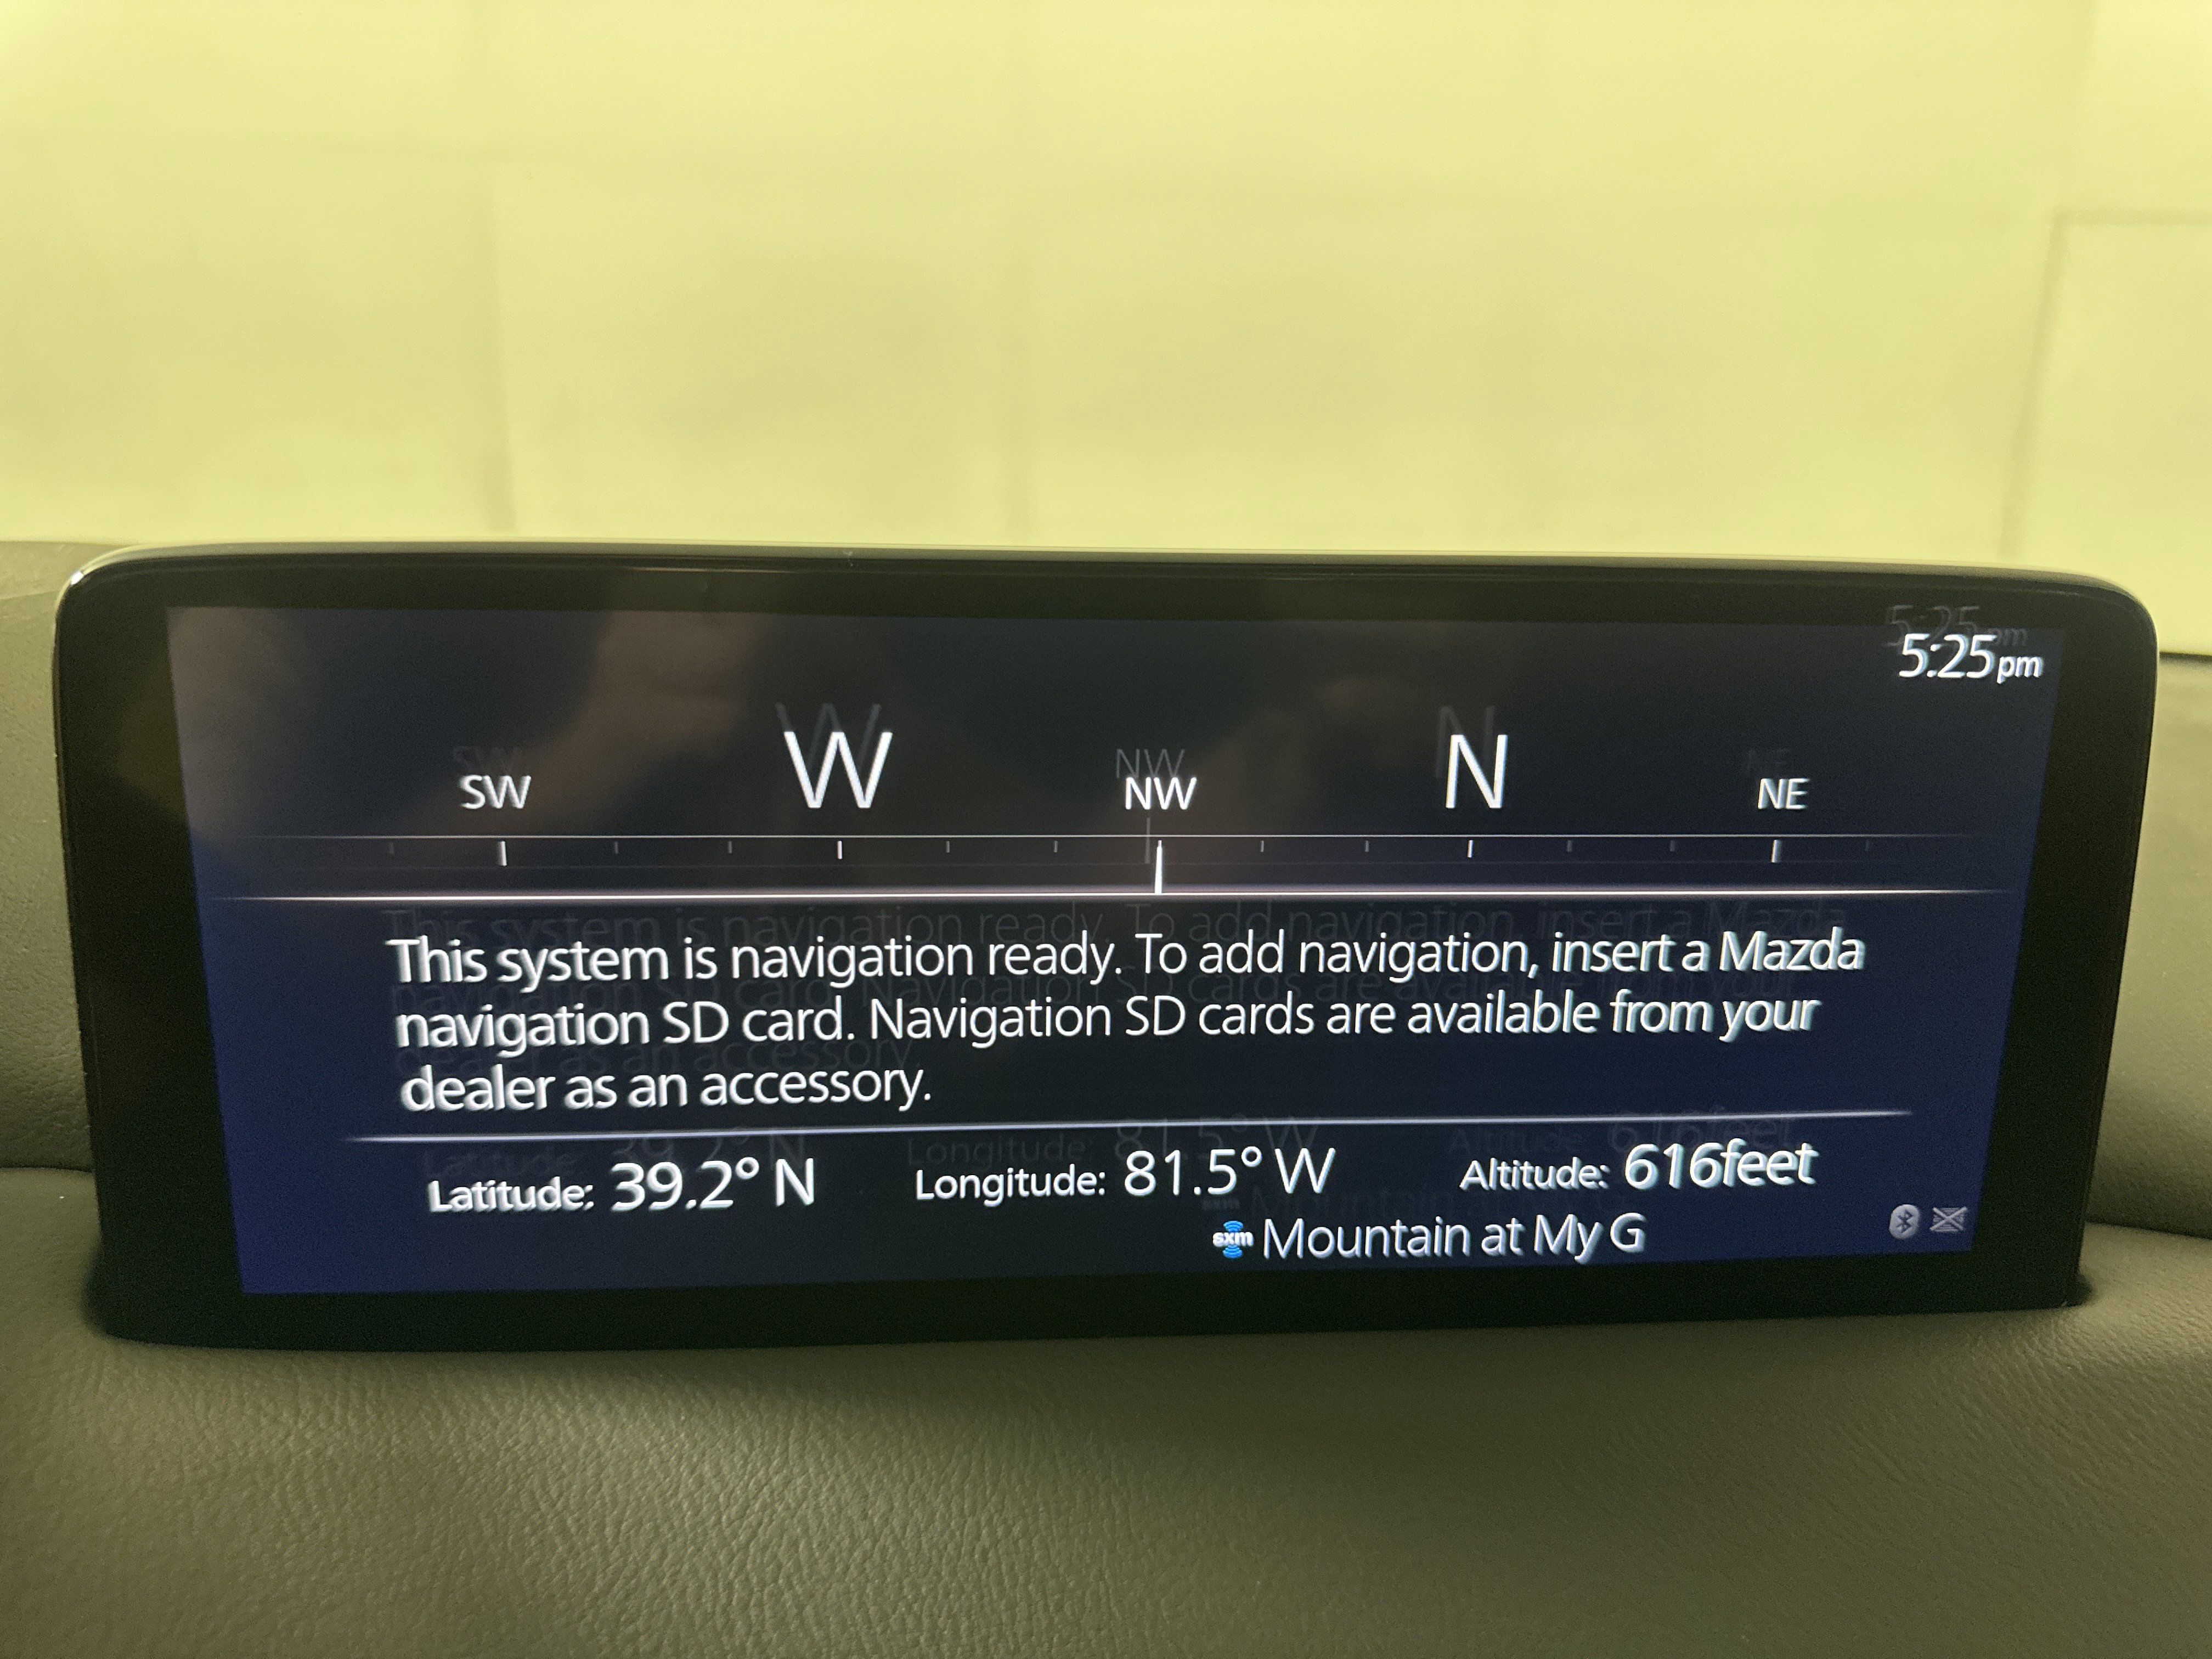 5:25pm
SW W NW N NE
This system is navigation ready. To add navigation, insert a Mazda
navigation SD card. Navigation SD cards are available from your
dealer as an accessory.
Latitude: 39.2° N Longitude: 81.5° W Altitude: 616feet
sxm Mountain at My G